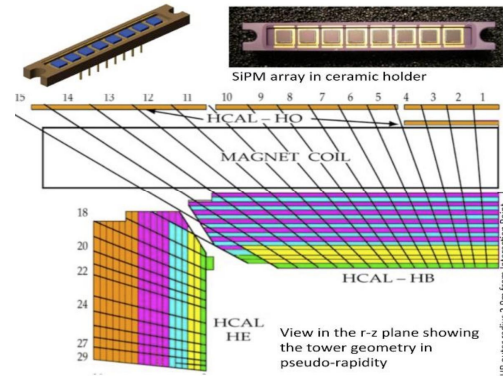 SiPM array in ceramic holder
15 14 13 12 11 10 9 8 7 6 5 4 3 2 1
HCAL – HO
MAGNET COIL
18
20
22
24
27
29
HCAL – HB
HCAL
HE
View in the r-z plane showing
the tower geometry in
pseudo-rapidity